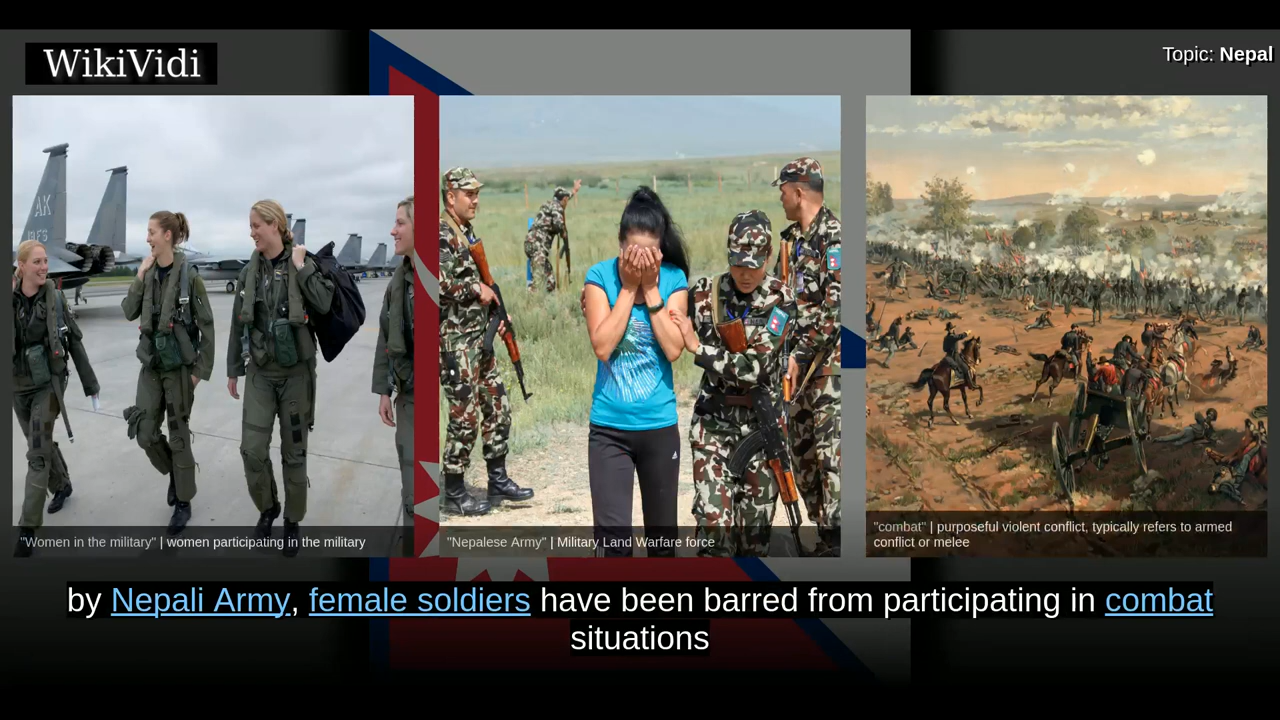 WikiVidi
Topic: Nepal
AK
"Women in the military" | women participating in the military
"Nepalese Army" | Military Land Warfare force
"combat" | purposeful violent conflict, typically refers to armed
conflict or melee
by Nepali Army, female soldiers have been barred from participating in combat
situations